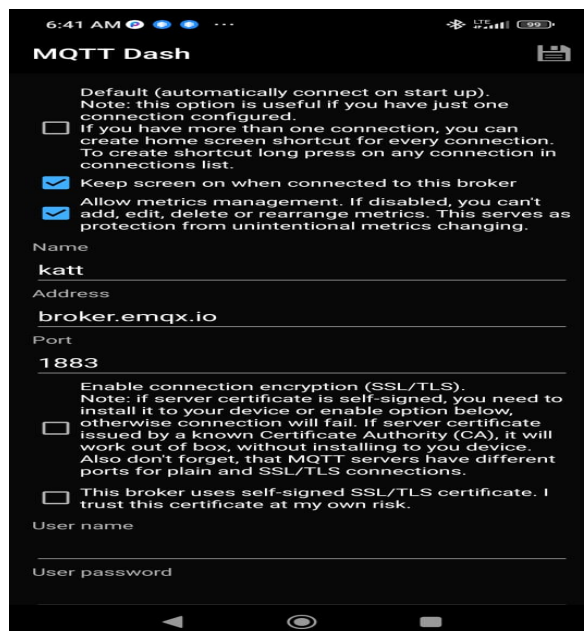 6:41 AM
LTE
99
MQTT Dash
Default (automatically connect on start up).
Note: this option is useful if you have just one
connection configured.
If you have more than one connection, you can
create home screen shortcut for every connection.
To create shortcut long press on any connection in
connections list.
Keep screen on when connected to this broker
Allow metrics management. If disabled, you can't
add, edit, delete or rearrange metrics. This serves as
protection from unintentional metrics changing.
Name
katt
Address
broker.emqx.io
Port
1883
Enable connection encryption (SSL/TLS).
Note: if server certificate is self-signed, you need to
install it to your device or enable option below,
otherwise connection will fail. If server certificate
issued by a known Certificate Authority (CA), it will
work out of box, without installing to you device.
Also don't forget, that MQTT servers have different
ports for plain and SSL/TLS connections.
This broker uses self-signed SSL/TLS certificate. I
trust this certificate at my own risk.
User name
User password